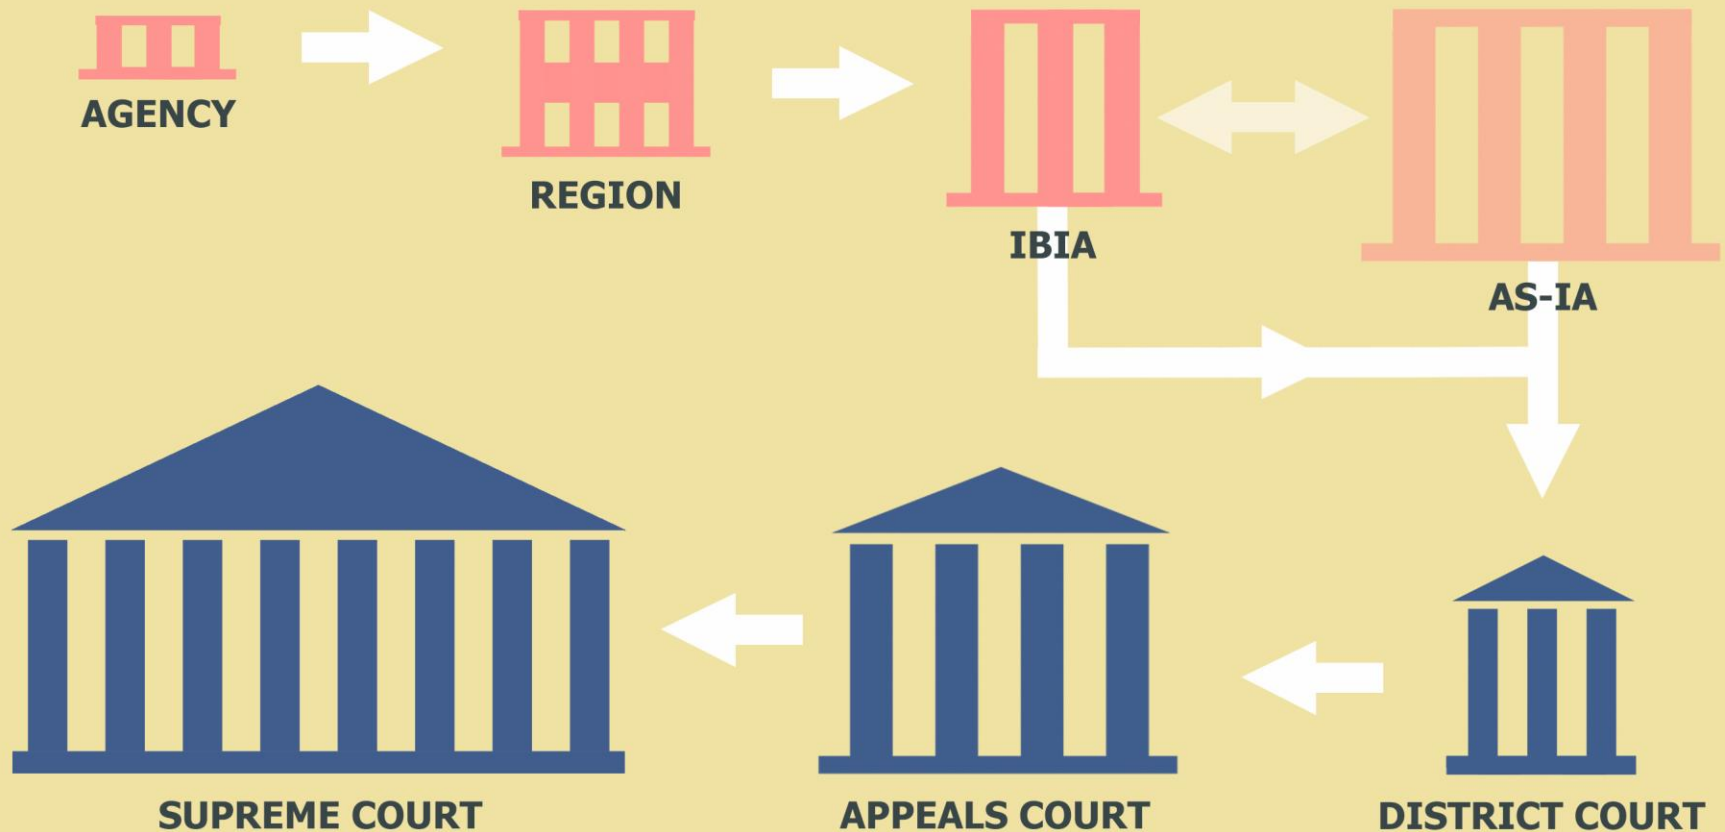 AGENCY
REGION
IBIA
AS-IA
SUPREME COURT
APPEALS COURT
DISTRICT COURT